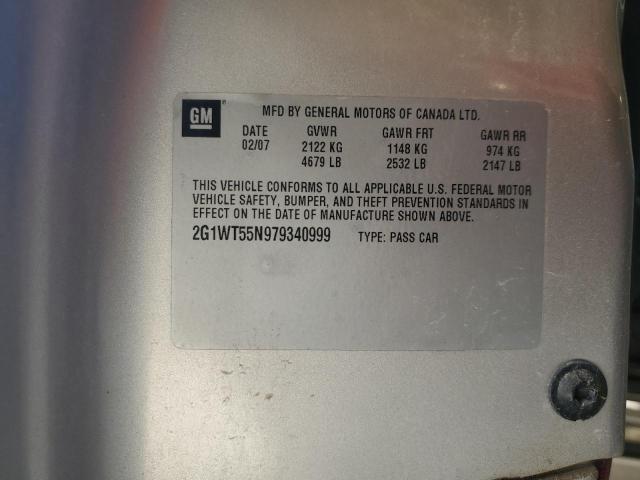 GM
MFD BY GENERAL MOTORS OF CANADA LTD.
DATE GVWR GAWR FRT GAWR RR
02/07 2122 KG 1148 KG 974 KG
4679 LB 2532 LB 2147 LB
THIS VEHICLE CONFORMS TO ALL APPLICABLE U.S. FEDERAL MOTOR
VEHICLE SAFETY, BUMPER, AND THEFT PREVENTION STANDARDS IN
EFFECT ON THE DATE OF MANUFACTURE SHOWN ABOVE.
2G1WT55N979340999 TYPE: PASS CAR